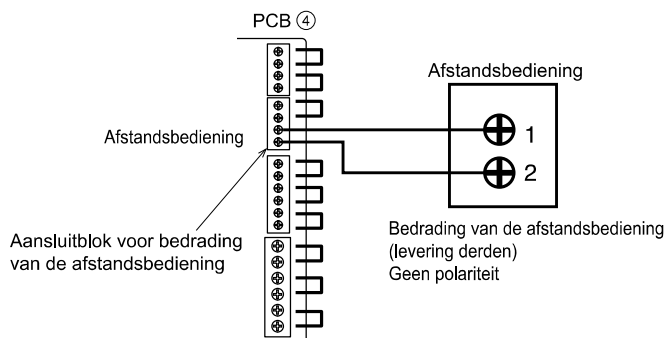 PCB ④
Afstandsbediening
Afstandsbediening
1
2
Aansluitblok voor bedrading
van de afstandsbediening
Bedrading van de afstandsbediening
(levering derden)
Geen polariteit